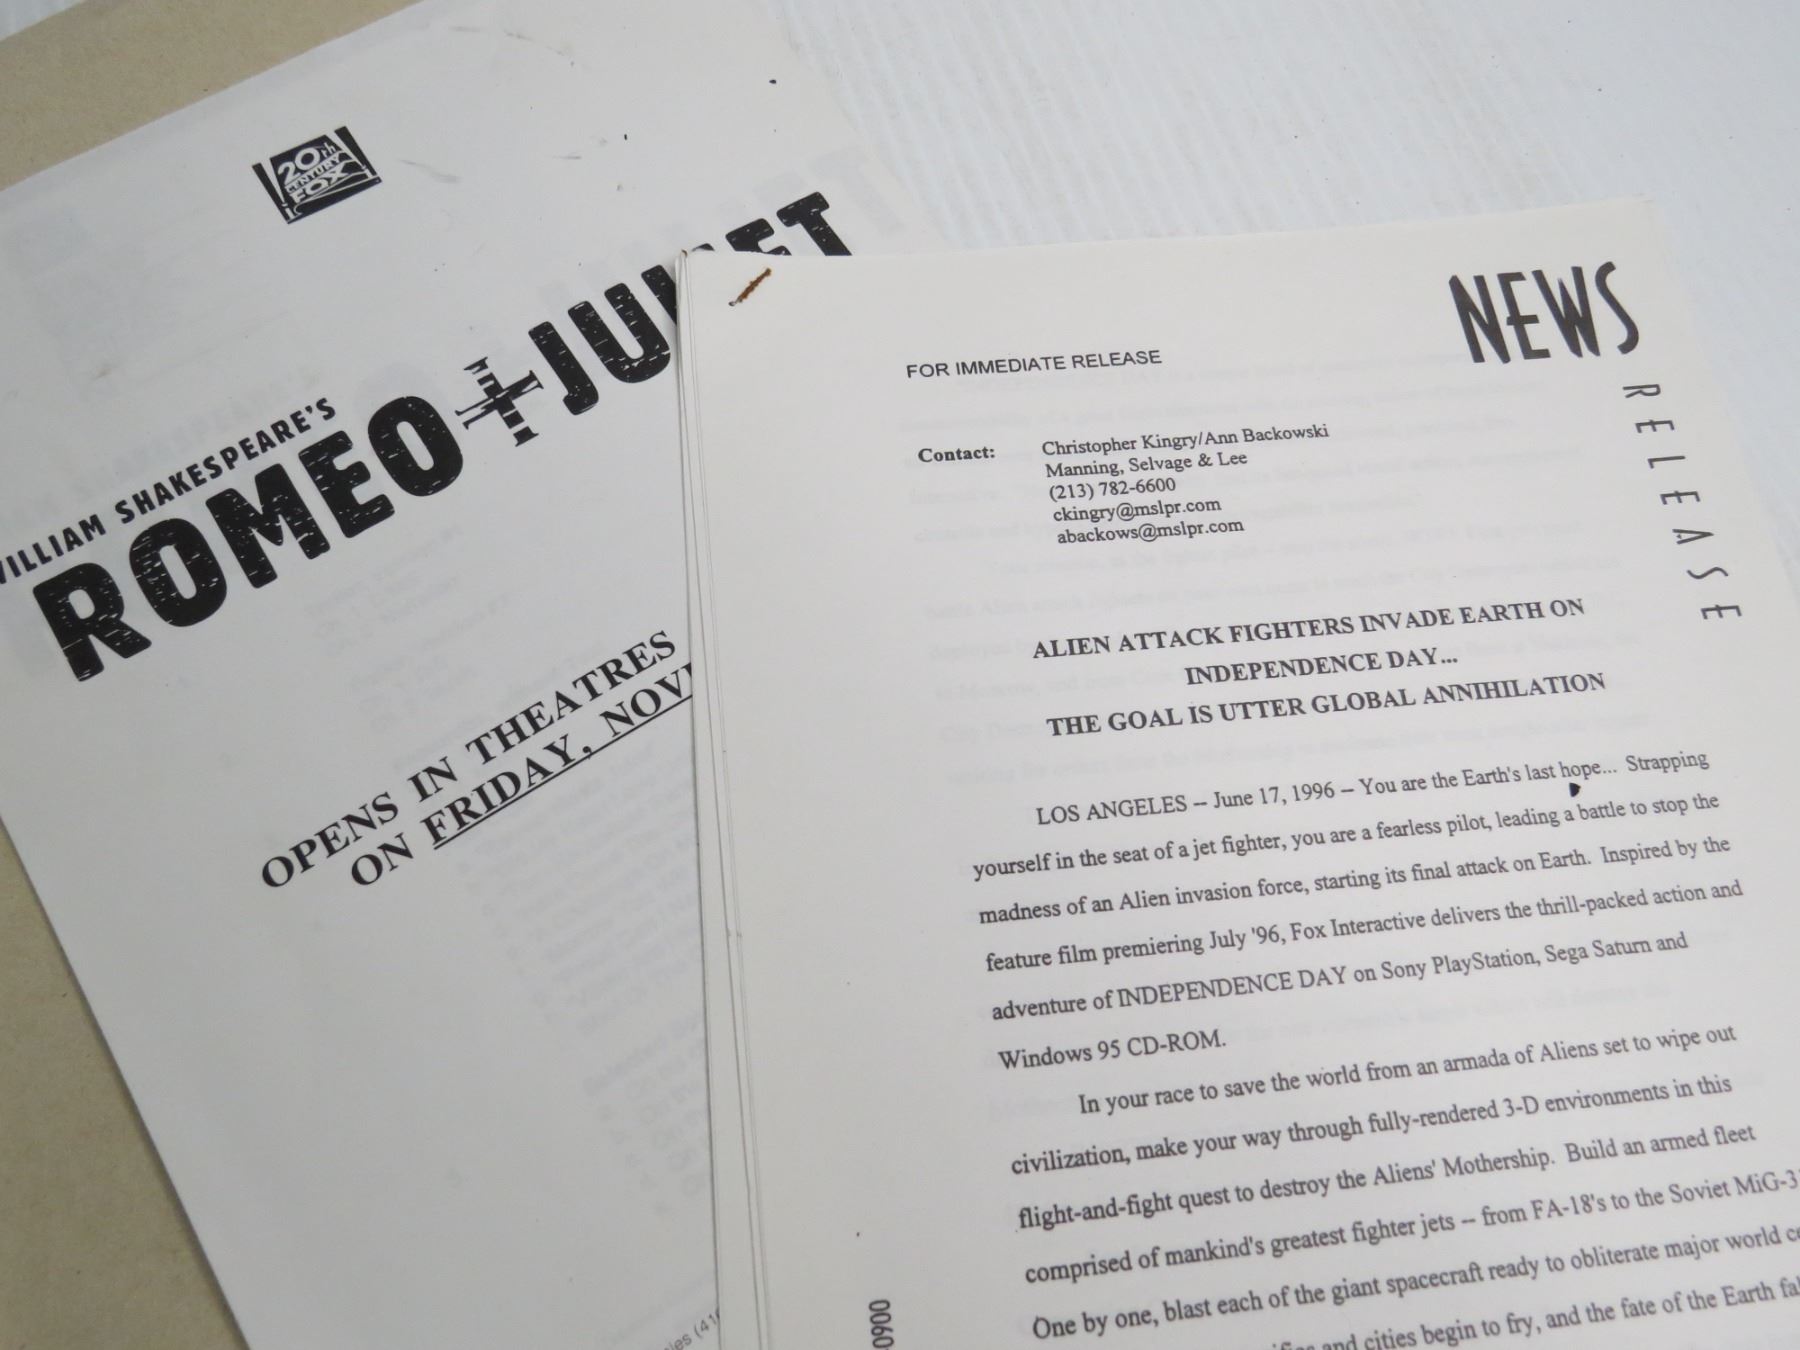 20th
CENTURY
FOX
WILLIAM SHAKESPEARE'S
ROMEO + JULIET
OPENS IN THEATRES
ON FRIDAY, NOV
NEWS
RELEASE
FOR IMMEDIATE RELEASE
Contact: Christopher Kingry/Ann Backowski
Manning, Selvage & Lee
(213) 782-6600
ckingry@mslpr.com
abackows@mslpr.com
ALIEN ATTACK FIGHTERS INVADE EARTH ON
INDEPENDENCE DAY...
THE GOAL IS UTTER GLOBAL ANNIHILATION
LOS ANGELES -- June 17, 1996 -- You are the Earth's last hope... Strapping
yourself in the seat of a jet fighter, you are a fearless pilot, leading a battle to stop the
madness of an Alien invasion force, starting its final attack on Earth. Inspired by the
feature film premiering July '96, Fox Interactive delivers the thrill-packed action and
adventure of INDEPENDENCE DAY on Sony PlayStation, Sega Saturn and
Windows 95 CD-ROM.
In your race to save the world from an armada of Aliens set to wipe out
civilization, make your way through fully-rendered 3-D environments in this
flight-and-fight quest to destroy the Aliens' Mothership. Build an armed fleet
comprised of mankind's greatest fighter jets -- from FA-18's to the Soviet MiG-3
One by one, blast each of the giant spacecraft ready to obliterate major world
and cities begin to fry, and the fate of the Earth
0900
(41